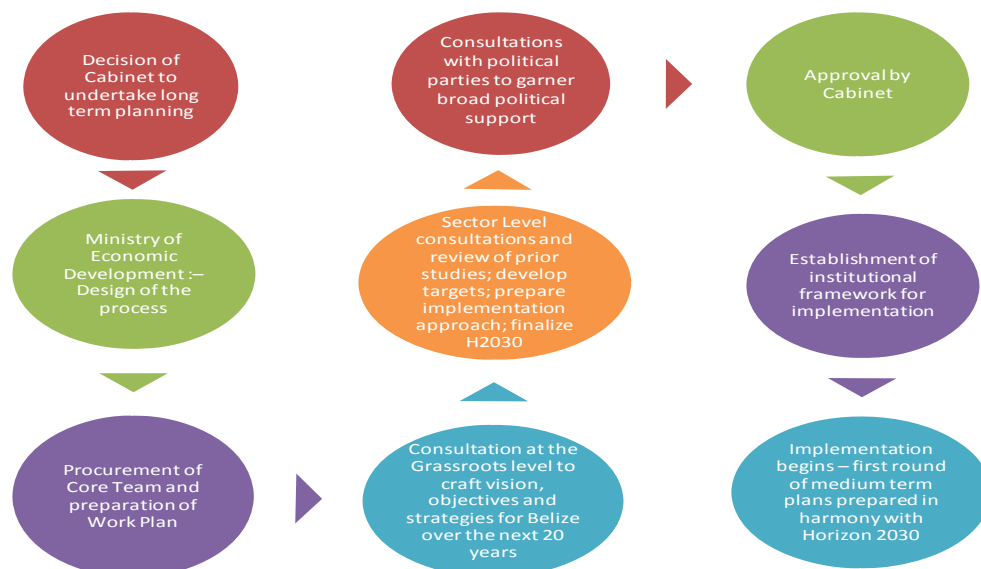 Decision of
Cabinet to
undertake long
term planning
Ministry of
Economic
Development :–
Design of the
process
Procurement of
Core Team and
preparation of
Work Plan
Consultation at the
Grassroots level to
craft vision,
objectives and
strategies for Belize
over the next 20
years
Sector Level
consultations and
review of prior
studies; develop
targets; prepare
implementation
approach; finalize
H2030
Consultations
with political
parties to garner
broad political
support
Approval by
Cabinet
Establishment of
institutional
framework for
implementation
Implementation
begins – first round
of medium term
plans prepared in
harmony with
Horizon 2030